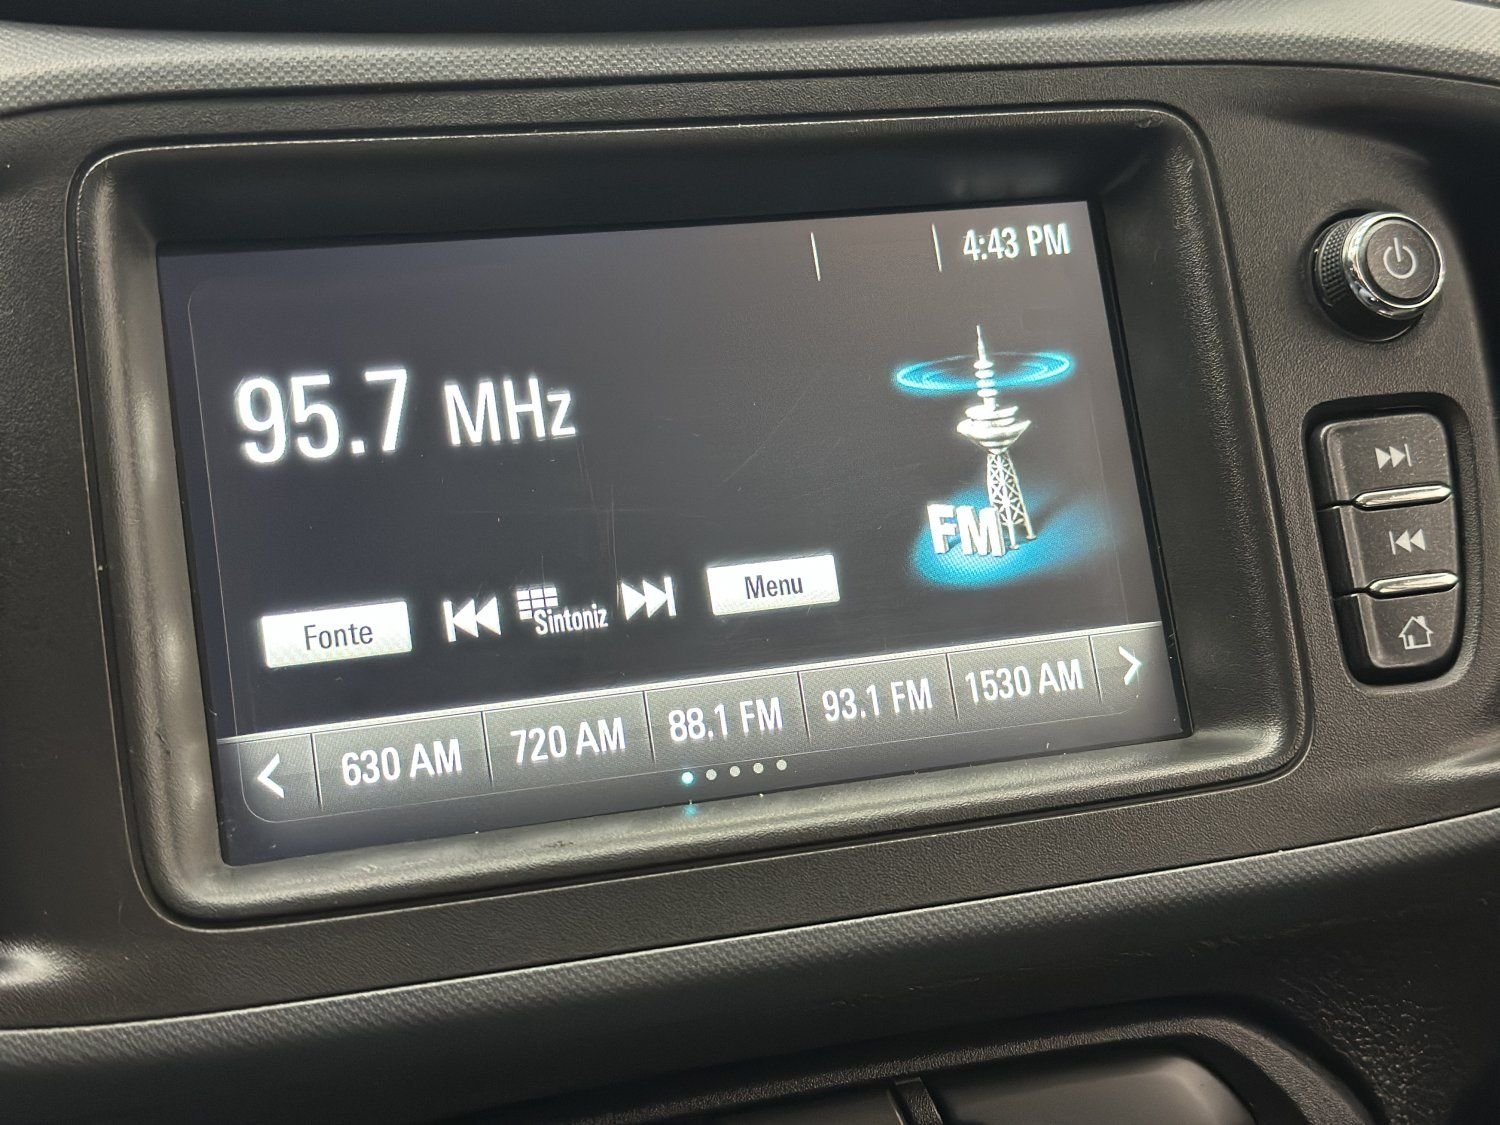 4:43 PM
95.7 MHz
FM
Fonte
Sintoniz
Menu
630 AM
720 AM
88.1 FM
93.1 FM
1530 AM